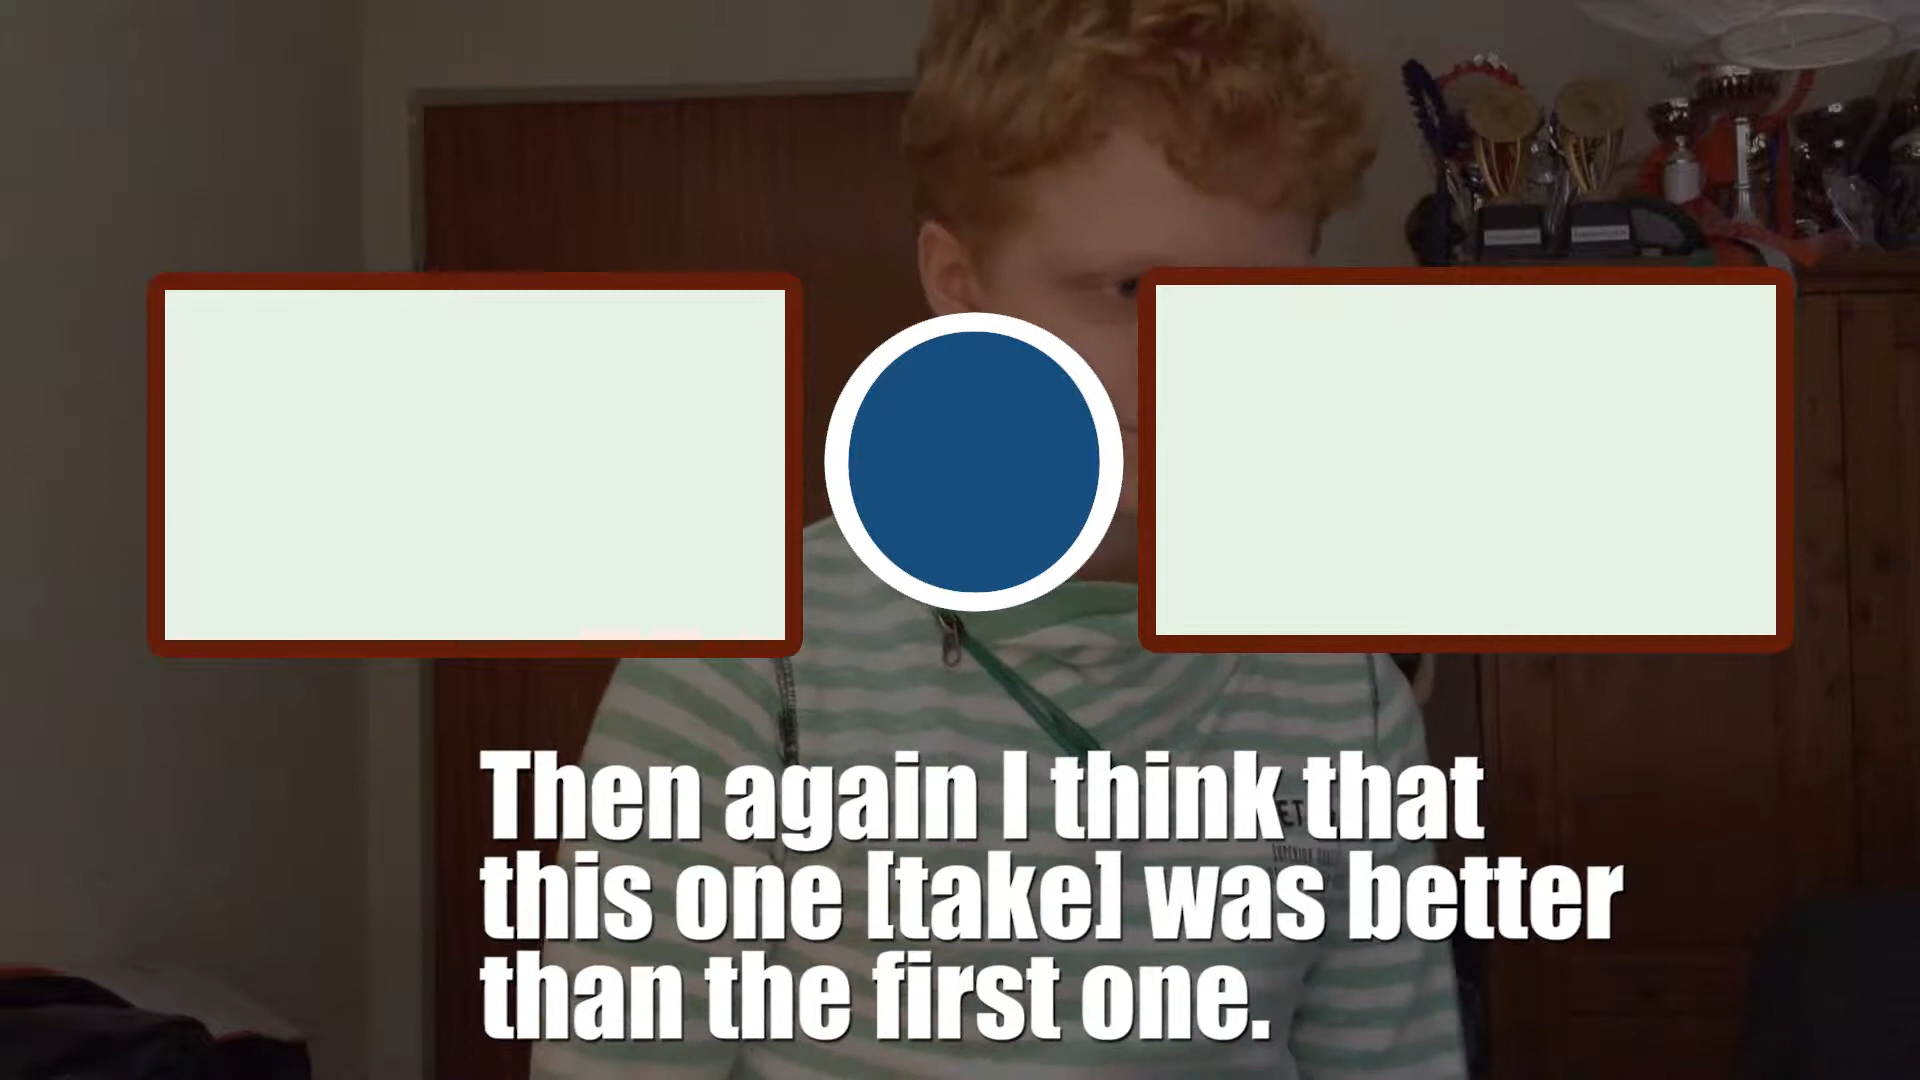 Then again I think that
this one [take] was better
than the first one.